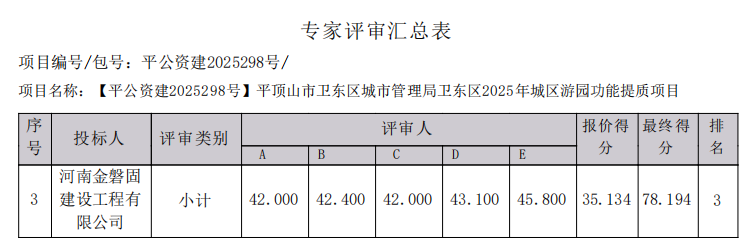 专家评审汇总表
项目编号/包号：平公资建2025298号/
项目名称：【平公资建2025298号】平顶山市卫东区城市管理局卫东区2025年城区游园功能提质项目
序号 投标人 评审类别 评审人 报价得分 最终得分 排名
A B C D E
3 河南金磐固建设工程有限公司 小计 42.000 42.400 42.000 43.100 45.800 35.134 78.194 3